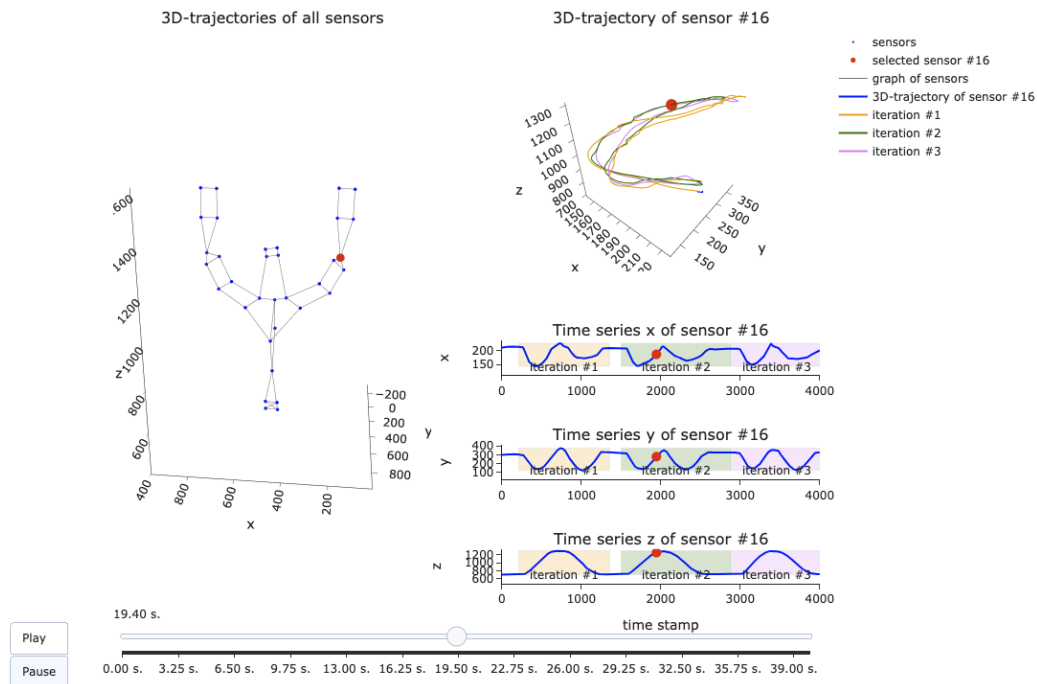 3D-trajectories of all sensors
3D-trajectory of sensor #16
sensors
selected sensor #16
graph of sensors
3D-trajectory of sensor #16
iteration #1
iteration #2
iteration #3
1300
1200
1100
1000
900
800
z
x
y
350
300
250
200
150
1400
1200
1000
800
600
z
400
800
600
400
200
x
−200
0
200
400
600
800
y
Time series x of sensor #16
x
200
150
iteration #1
iteration #2
iteration #3
0
1000
2000
3000
4000
Time series y of sensor #16
y
400
300
200
100
iteration #1
iteration #2
iteration #3
0
1000
2000
3000
4000
Time series z of sensor #16
z
1200
1000
800
600
iteration #1
iteration #2
iteration #3
0
1000
2000
3000
4000
19.40 s.
time stamp
Play
Pause
0.00 s. 3.25 s. 6.50 s. 9.75 s. 13.00 s. 16.25 s. 19.50 s. 22.75 s. 26.00 s. 29.25 s. 32.50 s. 35.75 s. 39.00 s.